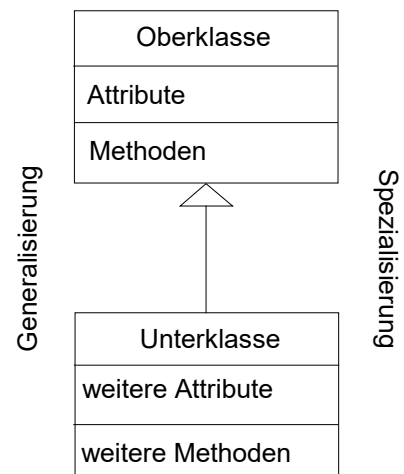 Oberklasse
Attribute
Methoden
Generalisierung
Spezialisierung
Unterklasse
weitere Attribute
weitere Methoden